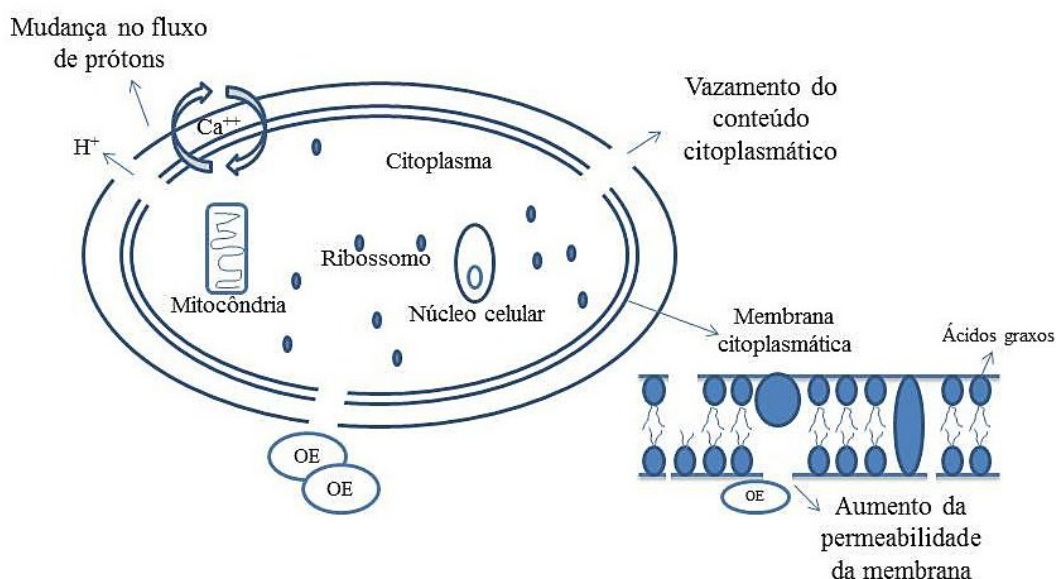 Mudança no fluxo
de prótons
H+
Ca++
Citoplasma
Vazamento do
conteúdo
citoplasmático
Ribossomo
Mitocôndria
Núcleo celular
Membrana
citoplasmática
Ácidos graxos
OE
OE
OE
Aumento da
permeabilidade
da membrana